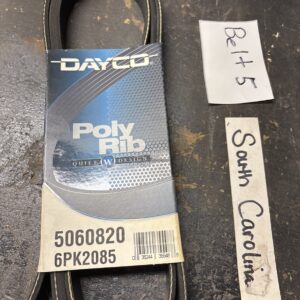 DAYCO
Poly
Rib
QUIET W DESIGN
5060820
6PK2085
Belt 5
South Carolina